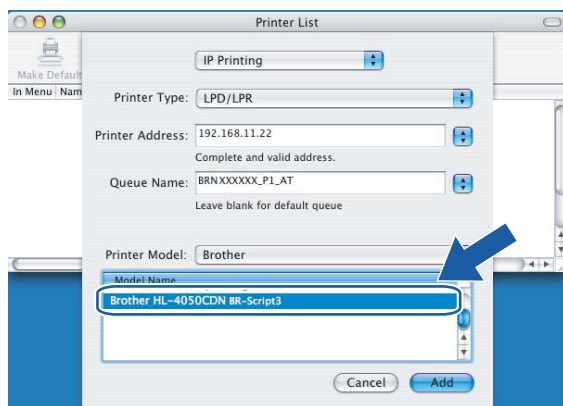 Printer List
IP Printing
Make Default
In Menu Nam
Printer Type: LPD/LPR
Printer Address: 192.168.11.22
Complete and valid address.
Queue Name: BRNXXXXXX_P1_AT
Leave blank for default queue
Printer Model: Brother
Model Name
Brother HL-4050CDN BR-Script3
Cancel Add